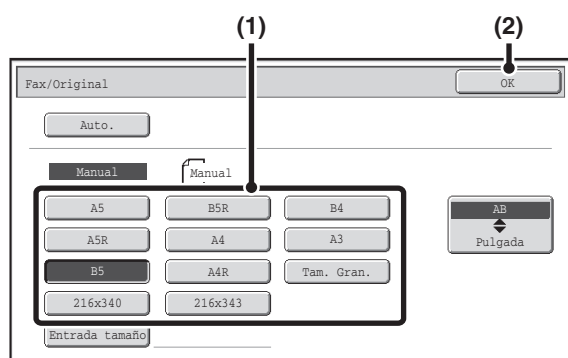 (1) (2)
Fax/Original OK
Auto.
Manual Manual
A5 B5R B4
A5R A4 A3
B5 A4R Tam. Gran.
216x340 216x343
AB
Pulgada
Entrada tamaño